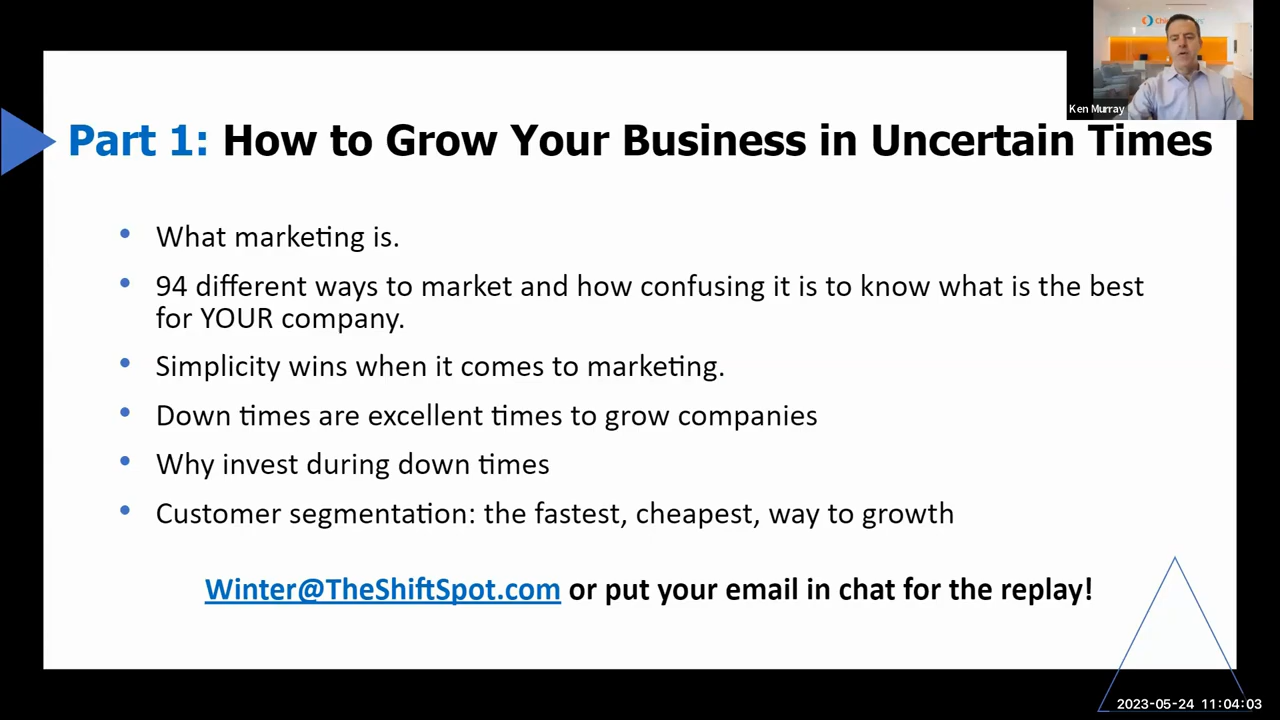 Ken Murray
Part 1: How to Grow Your Business in Uncertain Times
• What marketing is.
• 94 different ways to market and how confusing it is to know what is the best
for YOUR company.
• Simplicity wins when it comes to marketing.
• Down times are excellent times to grow companies
• Why invest during down times
• Customer segmentation: the fastest, cheapest, way to growth
Winter@TheShiftSpot.com or put your email in chat for the replay!
2023-05-24 11:04:03